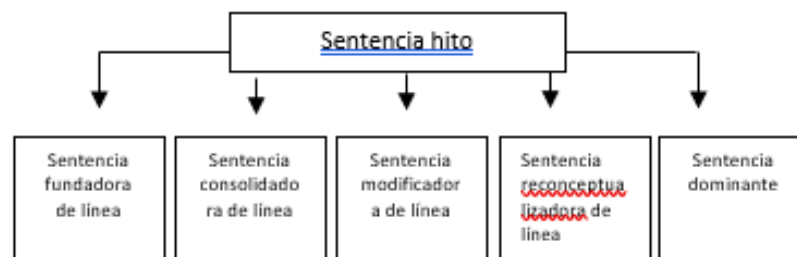 Sentencia hito
Sentencia
fundadora
de línea
Sentencia
consolidado
ra de línea
Sentencia
modificador
a de línea
Sentencia
reconceptua
lizadora de
línea
Sentencia
dominante